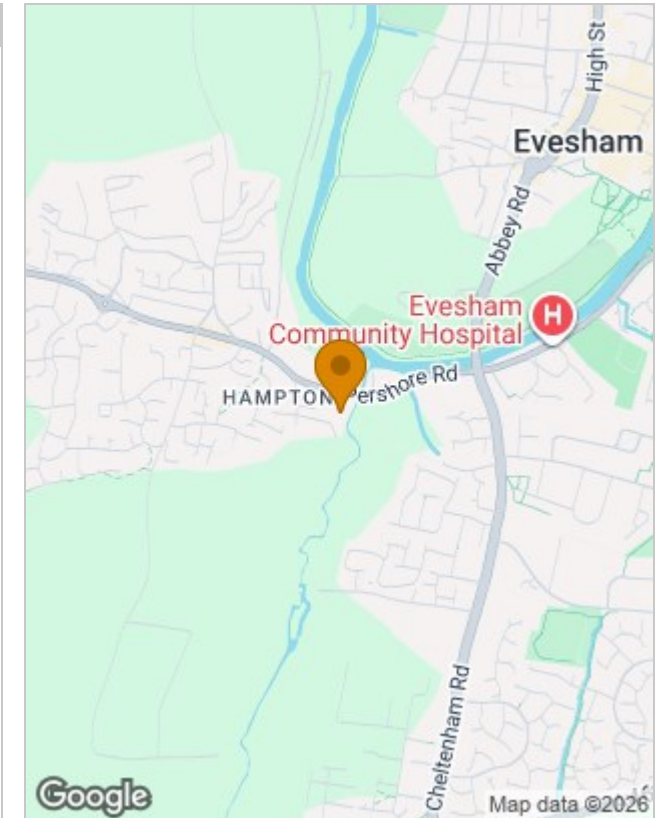 High St
Evesham
Abbey Rd
Evesham
Community Hospital
H
HAMPTON
Pershore Rd
Cheltenham Rd
Google
Map data ©2026